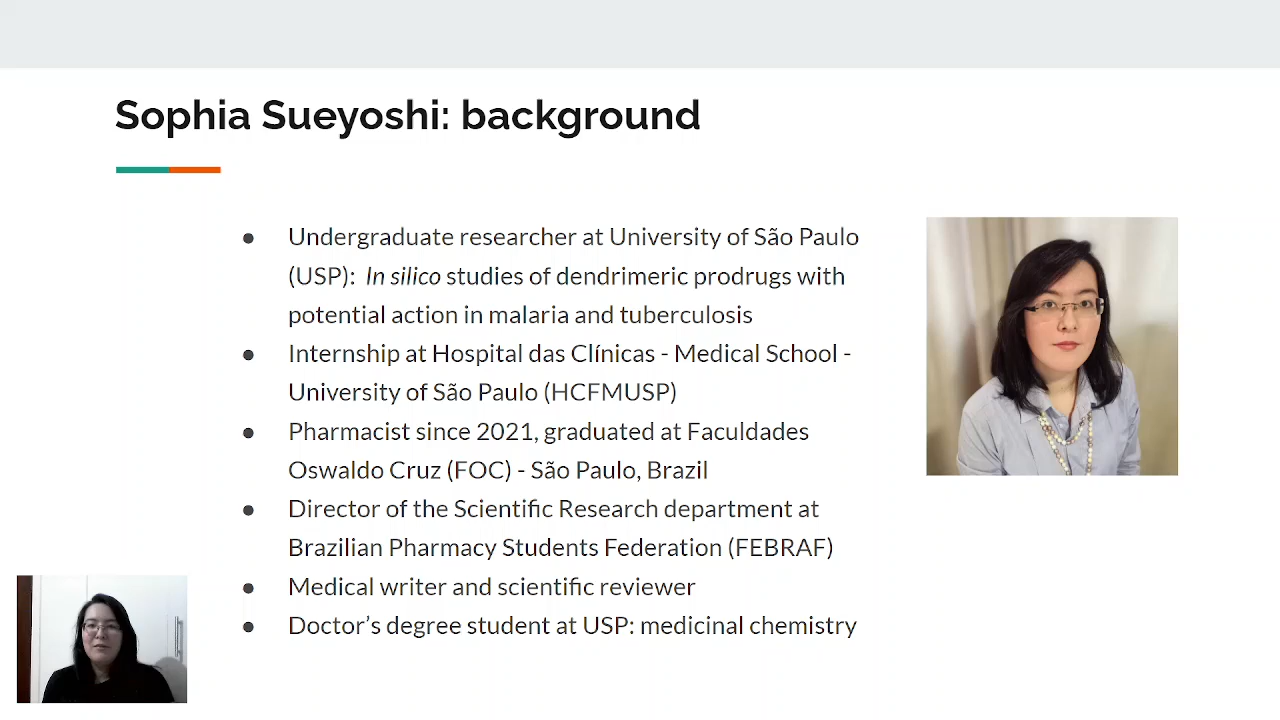 Sophia Sueyoshi: background
● Undergraduate researcher at University of São Paulo
(USP): In silico studies of dendrimeric prodrugs with
potential action in malaria and tuberculosis
● Internship at Hospital das Clínicas - Medical School -
University of São Paulo (HCFMUSP)
● Pharmacist since 2021, graduated at Faculdades
Oswaldo Cruz (FOC) - São Paulo, Brazil
● Director of the Scientific Research department at
Brazilian Pharmacy Students Federation (FEBRAF)
● Medical writer and scientific reviewer
● Doctor’s degree student at USP: medicinal chemistry